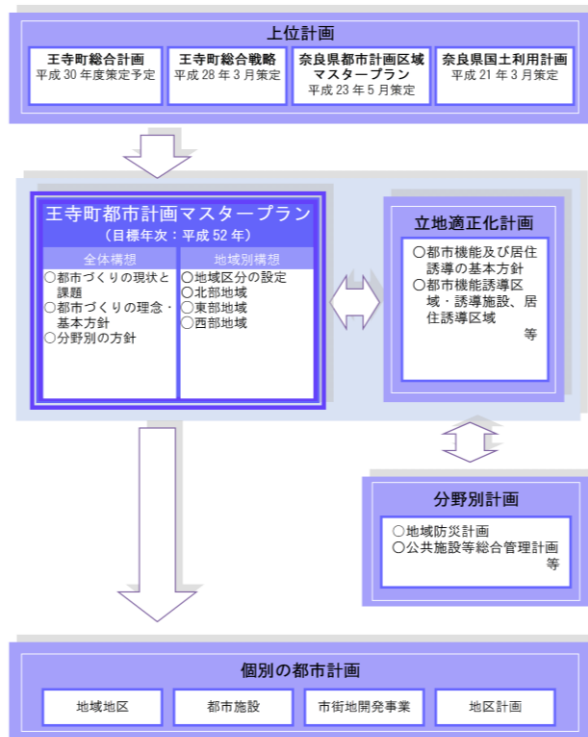 上位計画
王寺町総合計画
平成30年度策定予定
王寺町総合戦略
平成28年3月策定
奈良県都市計画区域
マスタープラン
平成23年5月策定
奈良県国土利用計画
平成21年3月策定
王寺町都市計画マスタープラン
（目標年次：平成52年）
全体構想
○都市づくりの現状と
課題
○都市づくりの理念・
基本方針
○分野別の方針
地域別構想
○地域区分の設定
○北部地域
○東部地域
○西部地域
立地適正化計画
○都市機能及び居住
誘導の基本方針
○都市機能誘導区
域・誘導施設、居
住誘導区域
等
分野別計画
○地域防災計画
○公共施設等総合管理計画
等
個別の都市計画
地域地区
都市施設
市街地開発事業
地区計画